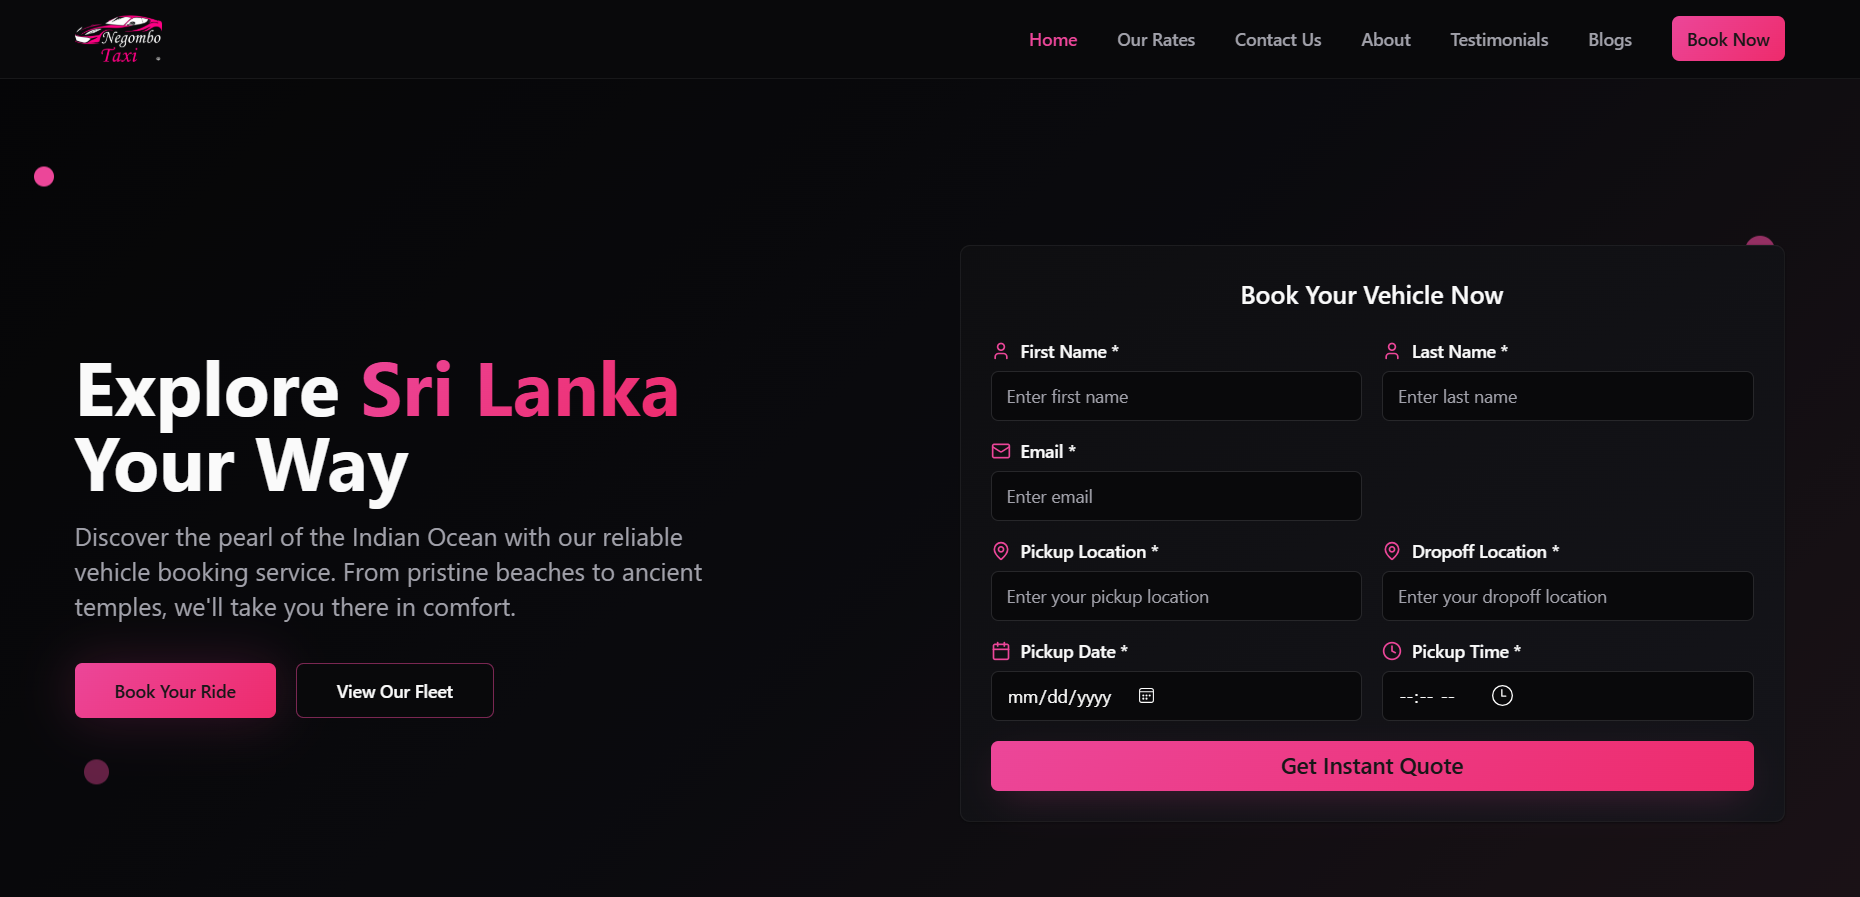 Negombo
Taxi
Home
Our Rates
Contact Us
About
Testimonials
Blogs
Book Now
Explore Sri Lanka
Your Way
Discover the pearl of the Indian Ocean with our reliable
vehicle booking service. From pristine beaches to ancient
temples, we'll take you there in comfort.
Book Your Ride
View Our Fleet
Book Your Vehicle Now
First Name *
Last Name *
Enter first name
Enter last name
Email *
Enter email
Pickup Location *
Dropoff Location *
Enter your pickup location
Enter your dropoff location
Pickup Date *
Pickup Time *
mm/dd/yyyy
--:-- --
Get Instant Quote